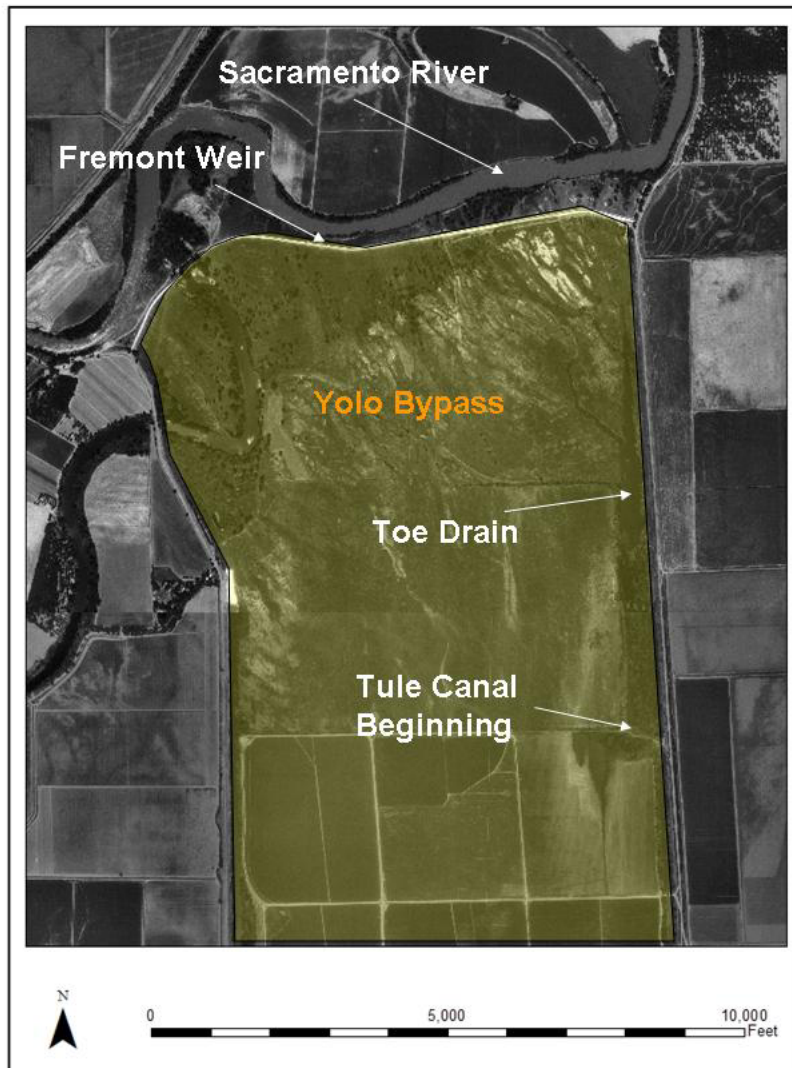 Sacramento River
Fremont Weir
Yolo Bypass
Toe Drain
Tule Canal
Beginning
N
0
5,000
10,000
Feet